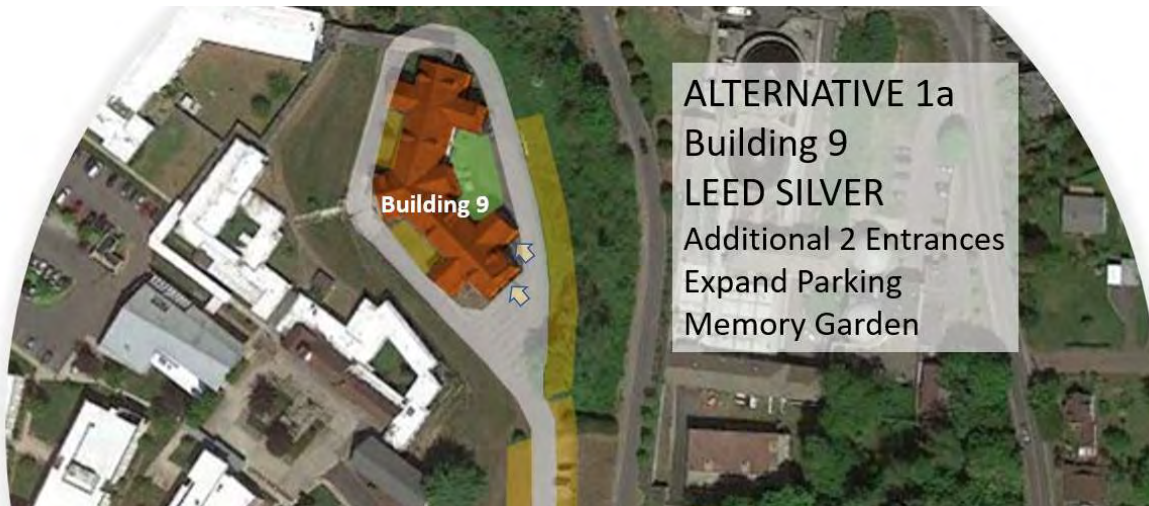 ALTERNATIVE 1a
Building 9
LEED SILVER
Additional 2 Entrances
Expand Parking
Memory Garden
Building 9